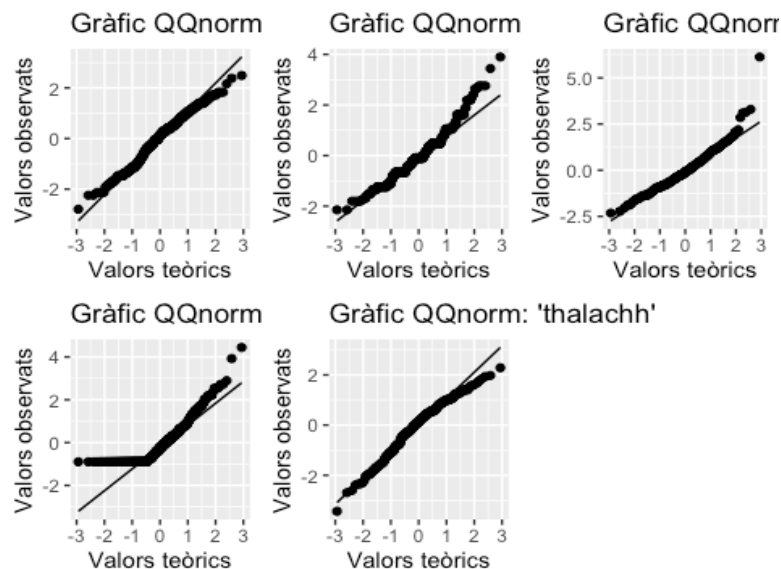 Gràfic QQnorm
Valors observats
2
0
-2
-3 -2 -1 0 1 2 3
Valors teòrics
Gràfic QQnorm
Valors observats
4
2
0
-2
-3 -2 -1 0 1 2 3
Valors teòrics
Gràfic QQnor
Valors observats
5.0
2.5
0.0
-2.5
-3 -2 -1 0 1 2 3
Valors teòrics
Gràfic QQnorm
Valors observats
4
2
0
-2
-3 -2 -1 0 1 2 3
Valors teòrics
Gràfic QQnorm: 'thalachh'
Valors observats
2
0
-2
-3 -2 -1 0 1 2 3
Valors teòrics